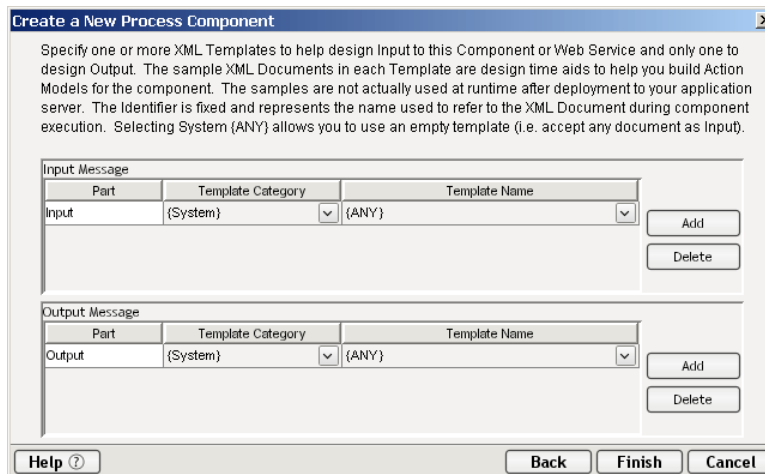 Create a New Process Component
Specify one or more XML Templates to help design Input to this Component or Web Service and only one to
design Output. The sample XML Documents in each Template are design time aids to help you build Action
Models for the component. The samples are not actually used at runtime after deployment to your application
server. The Identifier is fixed and represents the name used to refer to the XML Document during component
execution. Selecting System {ANY} allows you to use an empty template (i.e. accept any document as Input).
Input Message
Part Template Category Template Name
Input {System} {ANY}
Add
Delete
Output Message
Part Template Category Template Name
Output {System} {ANY}
Add
Delete
Help ? Back Finish Cancel